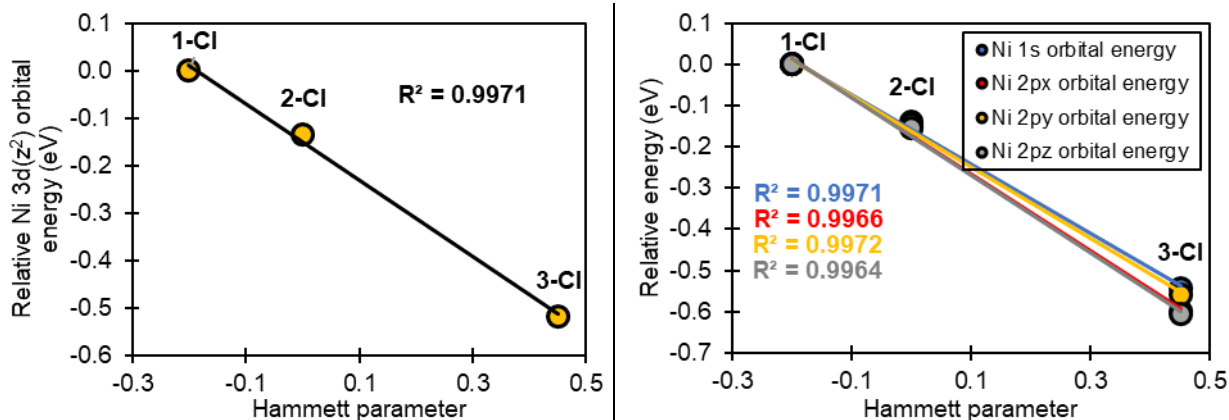 Relative Ni 3d(z²) orbital
energy (eV)
0.1
0.0
-0.1
-0.2
-0.3
-0.4
-0.5
-0.6
1-Cl
2-Cl
3-Cl
R² = 0.9971
-0.3
-0.1
0.1
0.3
0.5
Hammett parameter
Relative energy (eV)
0.1
0.0
-0.1
-0.2
-0.3
-0.4
-0.5
-0.6
-0.7
1-Cl
2-Cl
3-Cl
Ni 1s orbital energy
Ni 2px orbital energy
Ni 2py orbital energy
Ni 2pz orbital energy
R² = 0.9971
R² = 0.9966
R² = 0.9972
R² = 0.9964
-0.3
-0.1
0.1
0.3
0.5
Hammett parameter